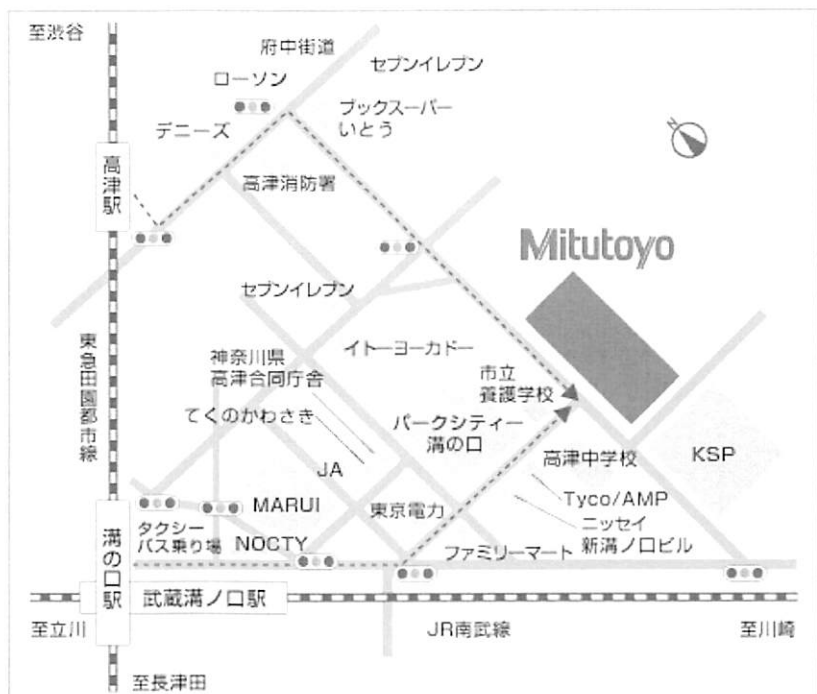 至渋谷
府中街道
セブンイレブン
ローソン
ブックスーパー
いとう
デニーズ
N
高津駅
高津消防署
Mitutoyo
セブンイレブン
イトーヨーカドー
東急田園都市線
神奈川県
高津合同庁舎
市立
養護学校
てくのかわさき
パークシティー
溝の口
高津中学校
KSP
JA
Tyco/AMP
MARUI
東京電力
タクシー
バス乗り場
NOCTY
ニッセイ
新溝ノ口ビル
ファミリーマート
溝の口駅
武蔵溝ノ口駅
至立川
JR南武線
至川崎
至長津田